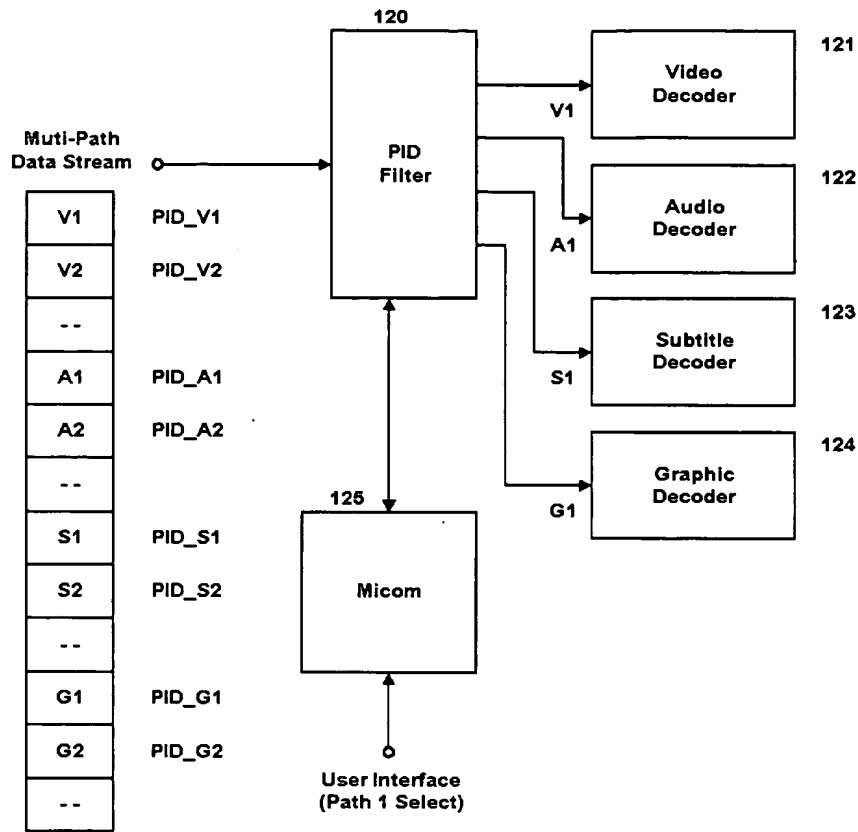 120
121
Video
Decoder
V1
Muti-Path
Data Stream
PID
Filter
122
Audio
Decoder
A1
V1 PID_V1
V2 PID_V2
--
A1 PID_A1
A2 PID_A2
--
S1 PID_S1
S2 PID_S2
--
G1 PID_G1
G2 PID_G2
--
123
Subtitle
Decoder
S1
124
Graphic
Decoder
G1
125
Micom
User Interface
(Path 1 Select)